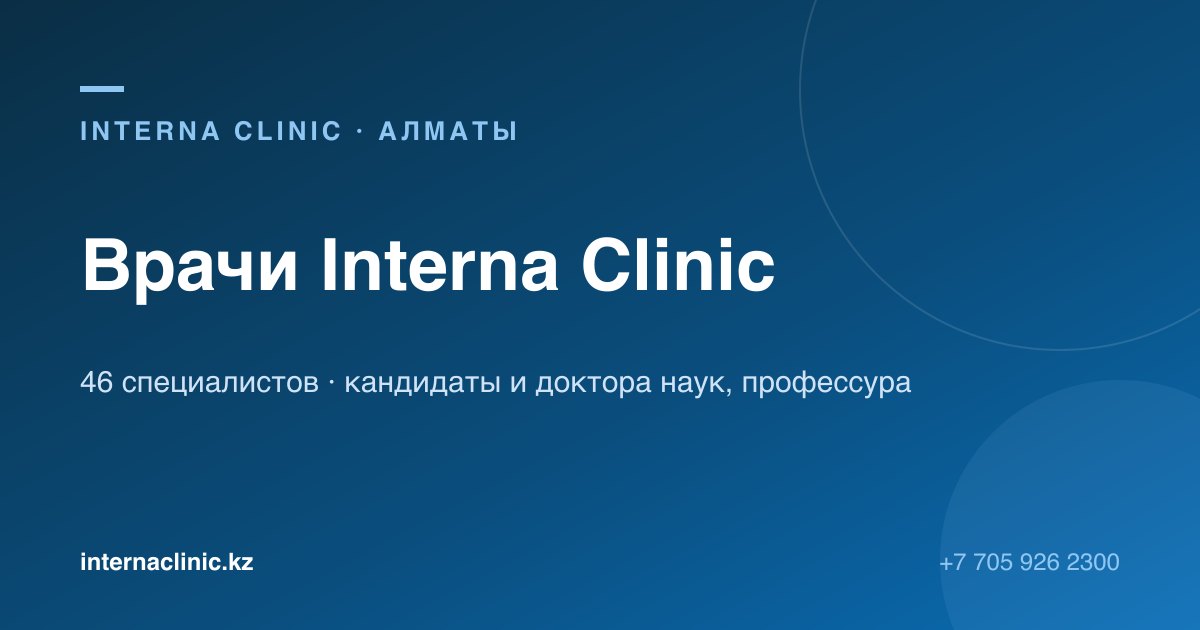 INTERNA CLINIC · АЛМАТЫ
Врачи Interna Clinic
46 специалистов · кандидаты и доктора наук, профессура
internaclinic.kz
+7 705 926 2300